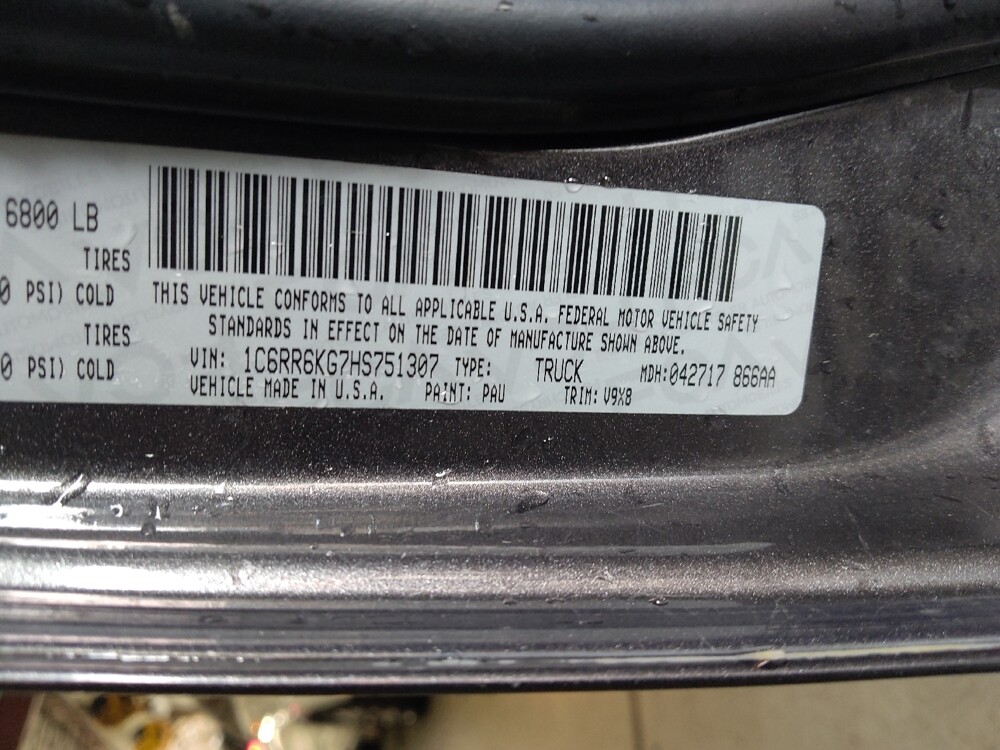 6800 LB
TIRES
0 PSI) COLD
TIRES
0 PSI) COLD
THIS VEHICLE CONFORMS TO ALL APPLICABLE U.S.A. FEDERAL MOTOR VEHICLE SAFETY
STANDARDS IN EFFECT ON THE DATE OF MANUFACTURE SHOWN ABOVE.
VIN: 1C6RR6KG7HS751307 TYPE: TRUCK MDH:042717 866AA
VEHICLE MADE IN U.S.A. PAINT: PAU TRIM: V9X8